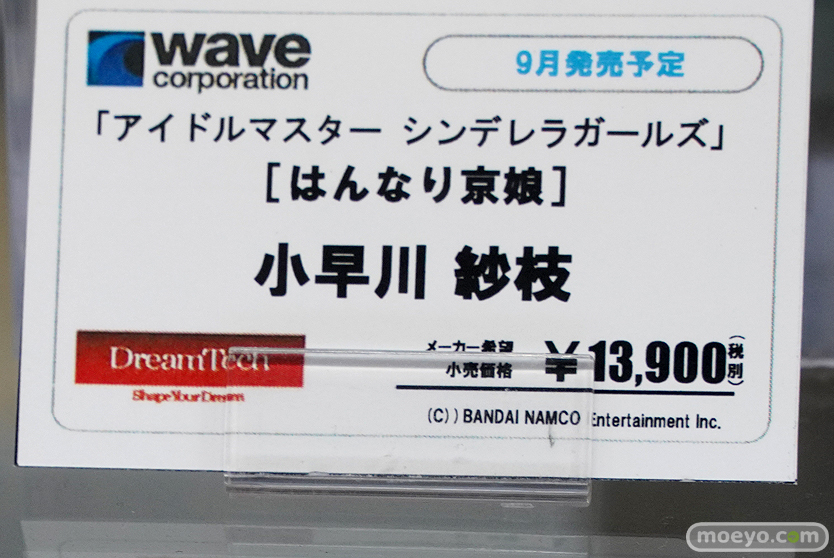 wave
corporation
9月発売予定
「アイドルマスター シンデレラガールズ」
[はんなり京娘]
小早川 紗枝
DreamTech
Shape Your Dream
メーカー希望
小売価格
¥13,900(税別)
(C)) BANDAI NAMCO Entertainment Inc.
moeyo.com